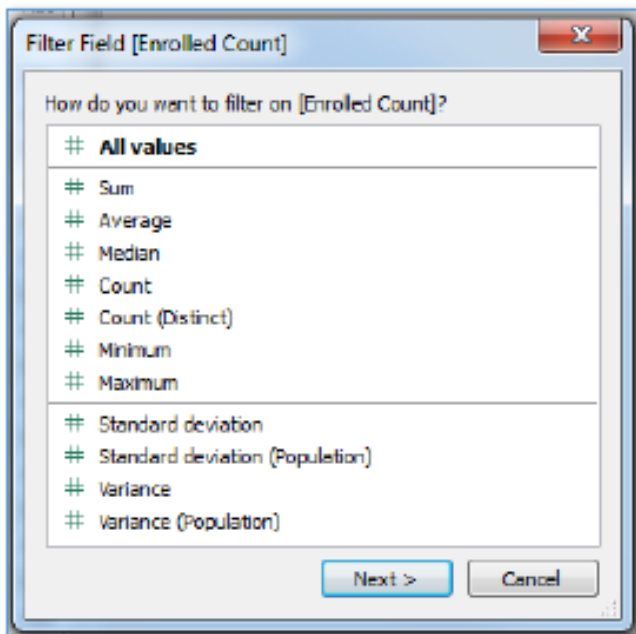 Filter Field [Enrolled Count]
How do you want to filter on [Enrolled Count]?
# All values
# Sum
# Average
# Median
# Count
# Count (Distinct)
# Minimum
# Maximum
# Standard deviation
# Standard deviation (Population)
# Variance
# Variance (Population)
Next > Cancel